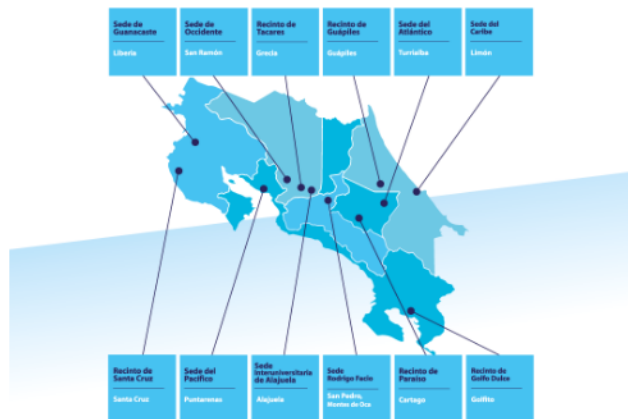 Sede de
Guanacaste
Liberia
Sede de
Occidente
San Ramón
Recinto de
Tacares
Grecia
Recinto de
Guápiles
Guápiles
Sede del
Atlántico
Turrialba
Sede del
Caribe
Limón
Recinto de
Santa Cruz
Santa Cruz
Sede del
Pacífico
Puntarenas
Sede
Interuniversitaria
de Alajuela
Alajuela
Sede
Rodrigo Facio
San Pedro,
Montes de Oca
Recinto de
Paraíso
Cartago
Recinto de
Golfo Dulce
Golfito